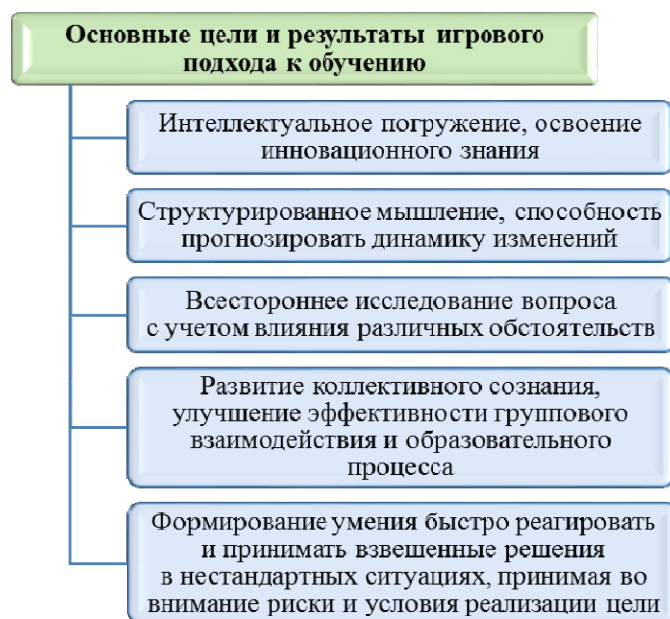 Основные цели и результаты игрового
подхода к обучению
Интеллектуальное погружение, освоение
инновационного знания
Структурированное мышление, способность
прогнозировать динамику изменений
Всестороннее исследование вопроса
с учетом влияния различных обстоятельств
Развитие коллективного сознания,
улучшение эффективности группового
взаимодействия и образовательного
процесса
Формирование умения быстро реагировать
и принимать взвешенные решения
в нестандартных ситуациях, принимая во
внимание риски и условия реализации цели